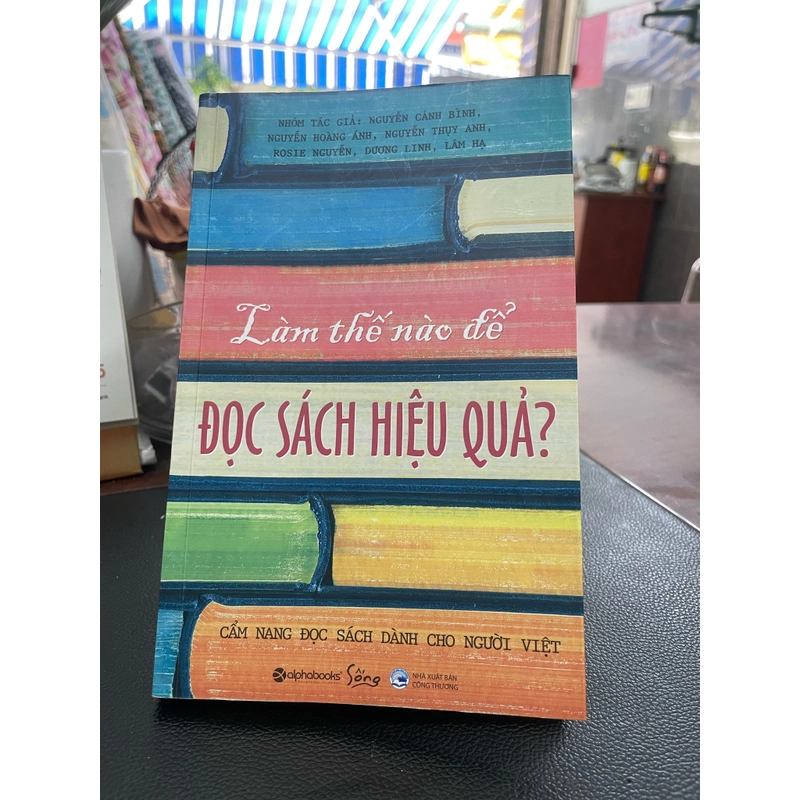 NHÓM TÁC GIẢ: NGUYỄN CẢNH BÌNH,
NGUYỄN HOÀNG ÁNH, NGUYỄN THỤY ANH,
ROSIE NGUYỄN, DƯƠNG LINH, LÂM HẠ
Làm thế nào để
ĐỌC SÁCH HIỆU QUẢ?
CẨM NANG ĐỌC SÁCH DÀNH CHO NGƯỜI VIỆT
alphabooks Sống NHÀ XUẤT BẢN
CÔNG THƯƠNG